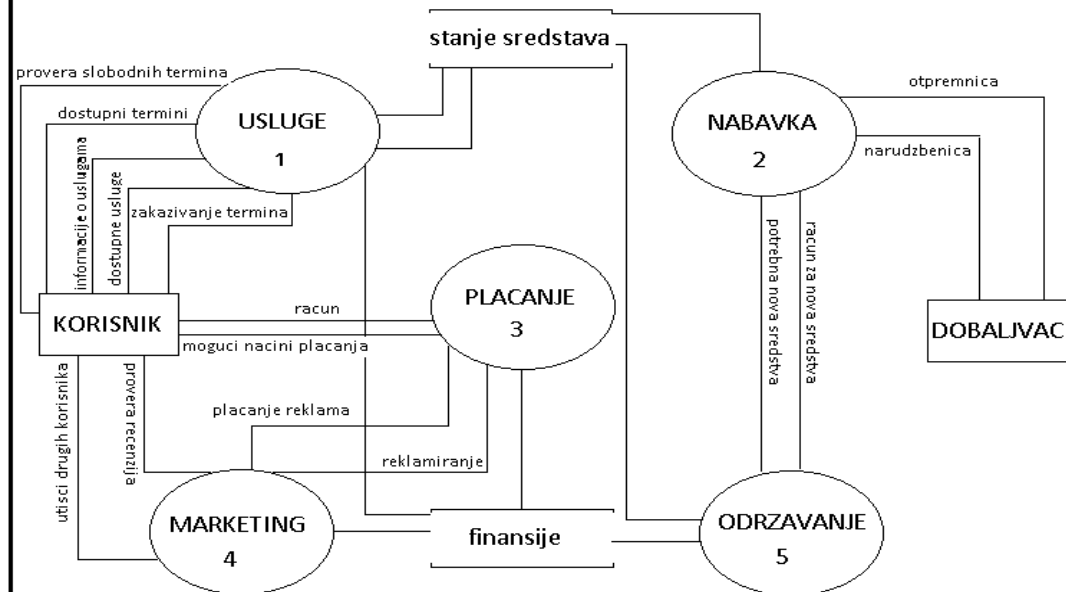 stanje sredstava
provera slobodnih termina
otpremnica
dostupni termini
USLUGE
1
NABAVKA
2
narudzbenica
informacije o uslugama
dostupne usluge
zakazivanje termina
potrebna nova sredstva
racun za nova sredstva
PLACANJE
3
racun
KORISNIK
DOBALJVAC
moguci nacini placanja
utisci drugih korisnika
provera recenzija
placanje reklama
reklamiranje
MARKETING
4
finansije
ODRZAVANJE
5